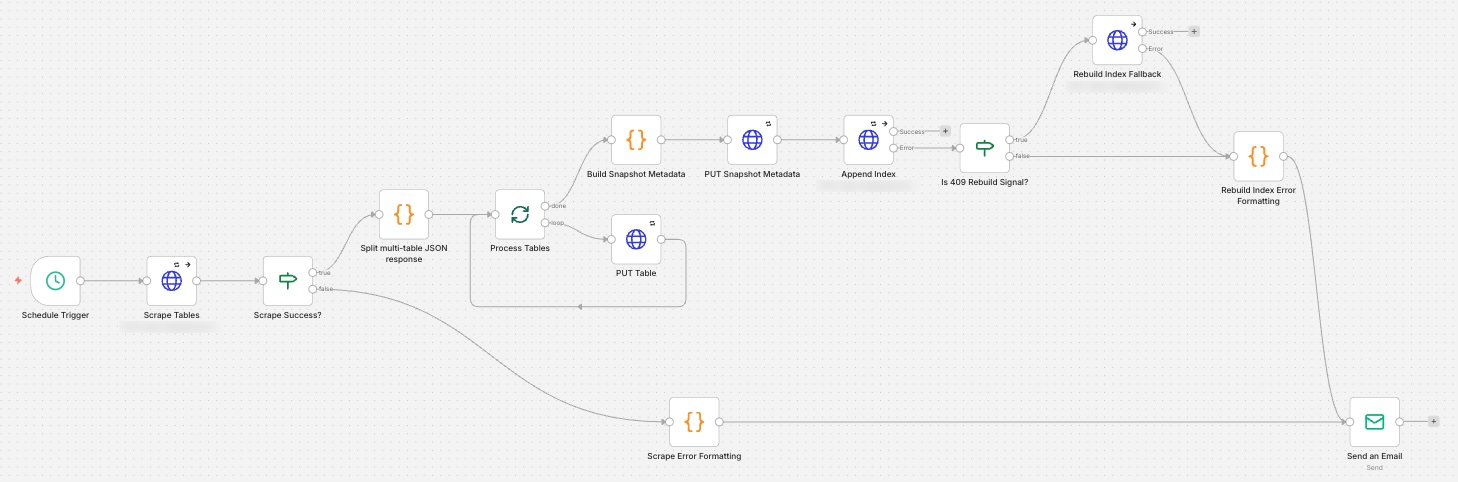 Success
Error
Rebuild Index Fallback
Success
Error
true
false
Build Snapshot Metadata
PUT Snapshot Metadata
Append Index
Is 409 Rebuild Signal?
Rebuild Index Error
Formatting
done
loop
Split multi-table JSON
response
Process Tables
PUT Table
true
false
Schedule Trigger
Scrape Tables
Scrape Success?
Scrape Error Formatting
Send an Email
Send